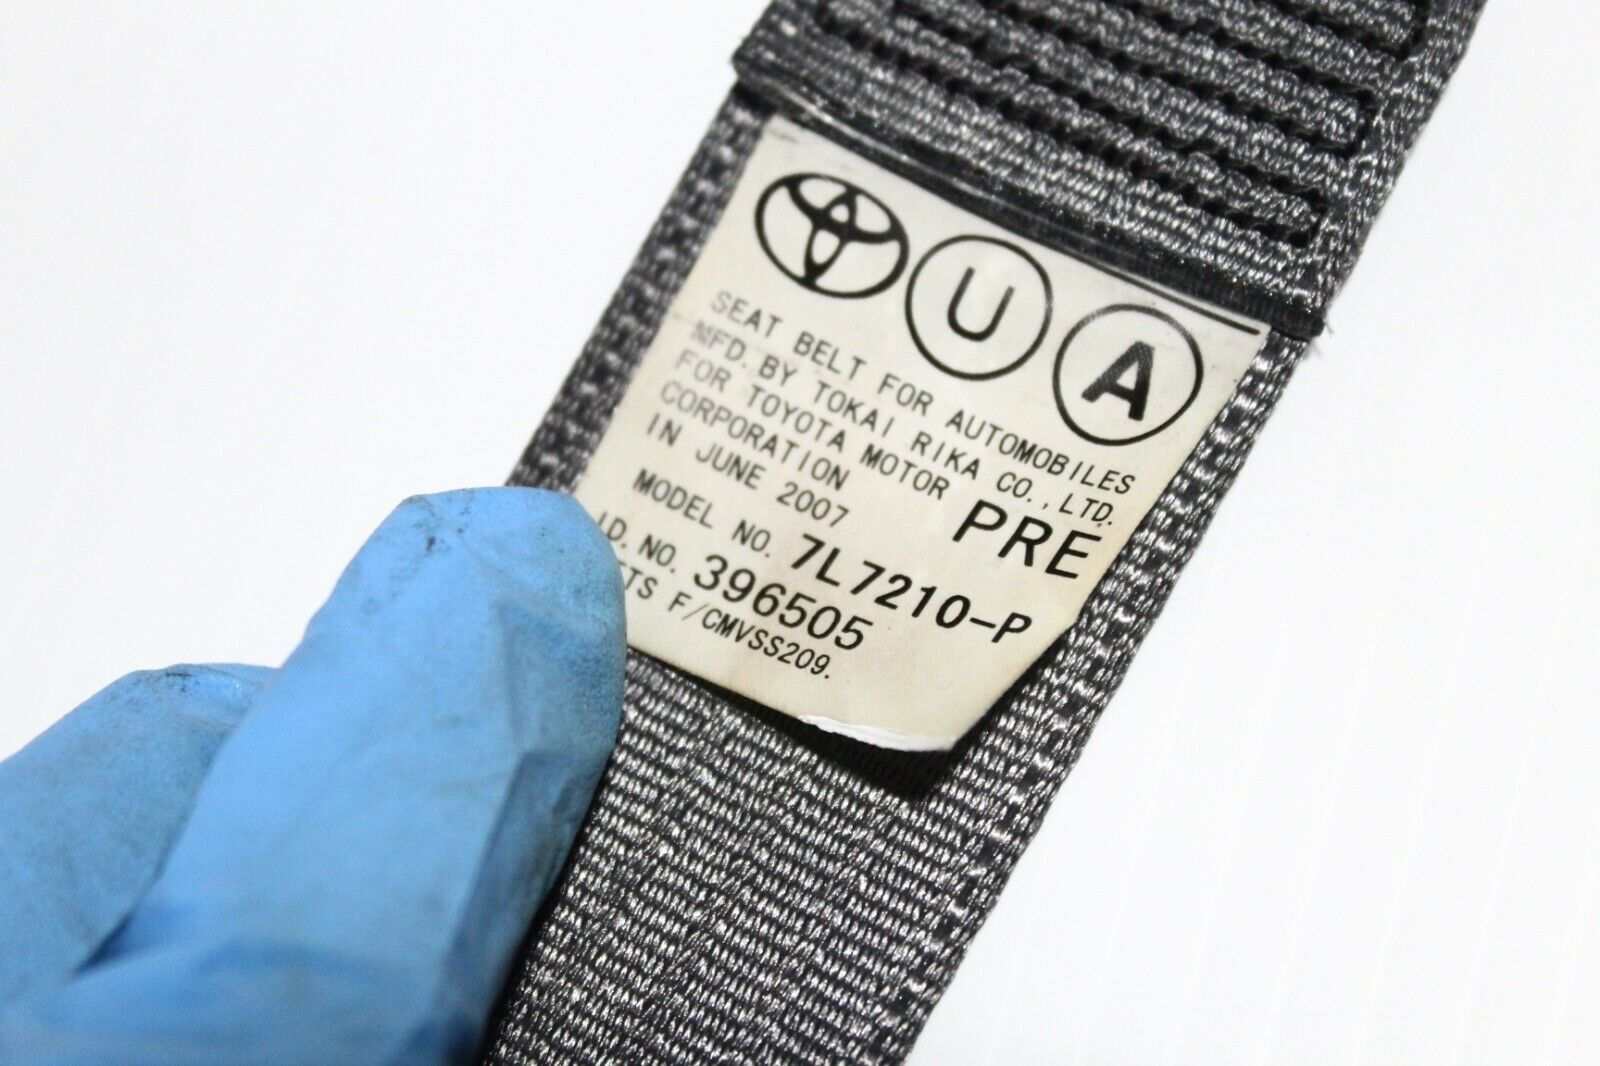 U A
SEAT BELT FOR AUTOMOBILES
MFD. BY TOKAI RIKA CO., LTD.
FOR TOYOTA MOTOR
CORPORATION
IN JUNE 2007
PRE
MODEL NO. 7L7210-P
NO. 396505
F/CMVSS209.